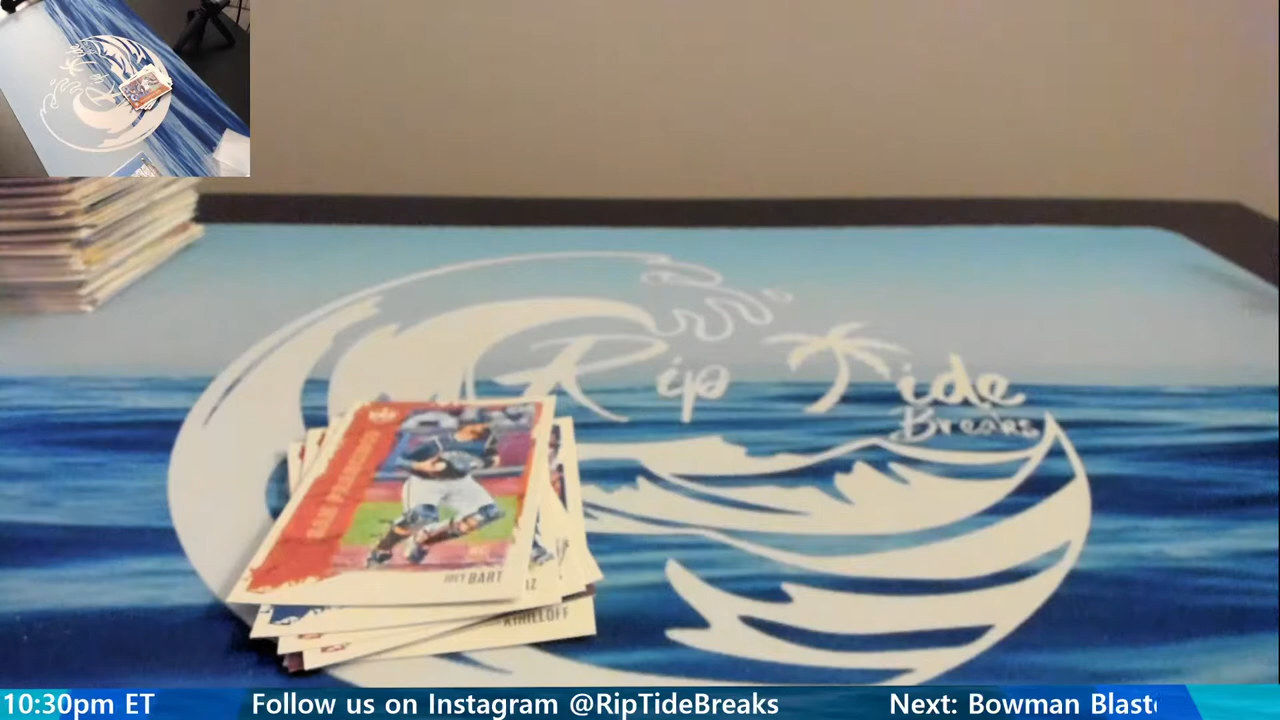 Rip Tide
Breaks
SAN FRANCISCO
JOEY BART
KIRILLOFF
10:30pm ET Follow us on Instagram @RipTideBreaks Next: Bowman Blast